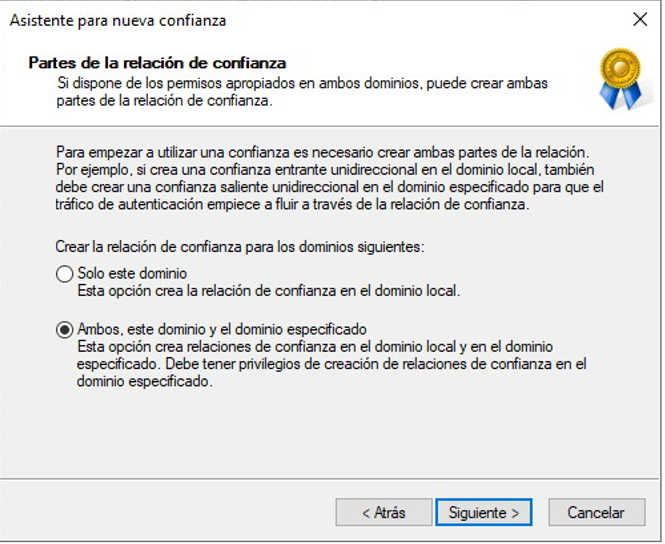 Asistente para nueva confianza
Partes de la relación de confianza
Si dispone de los permisos apropiados en ambos dominios, puede crear ambas
partes de la relación de confianza.
Para empezar a utilizar una confianza es necesario crear ambas partes de la relación.
Por ejemplo, si crea una confianza entrante unidireccional en el dominio local, también
debe crear una confianza saliente unidireccional en el dominio especificado para que el
tráfico de autenticación empiece a fluir a través de la relación de confianza.
Crear la relación de confianza para los dominios siguientes:
Solo este dominio
Esta opción crea la relación de confianza en el dominio local.
Ambos, este dominio y el dominio especificado
Esta opción crea relaciones de confianza en el dominio local y en el dominio
especificado. Debe tener privilegios de creación de relaciones de confianza en el
dominio especificado.
< Atrás
Siguiente >
Cancelar